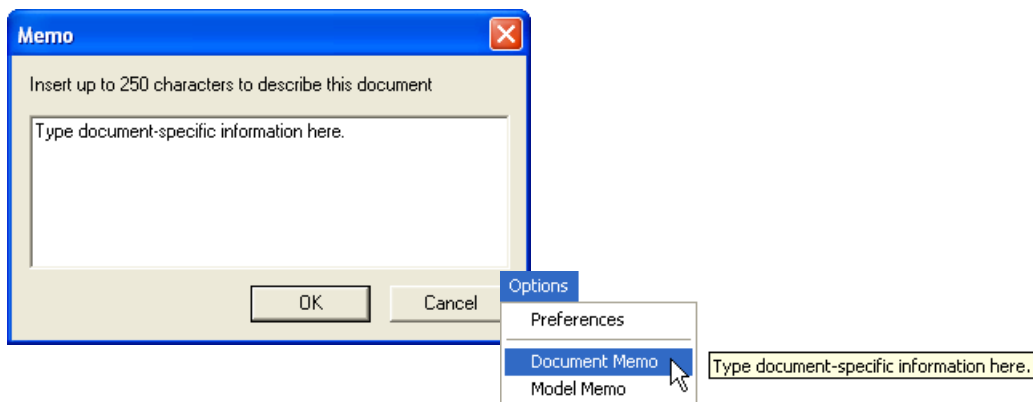 Memo
Insert up to 250 characters to describe this document
Type document-specific information here.
OK Cancel
Options
Preferences
Document Memo
Type document-specific information here.
Model Memo